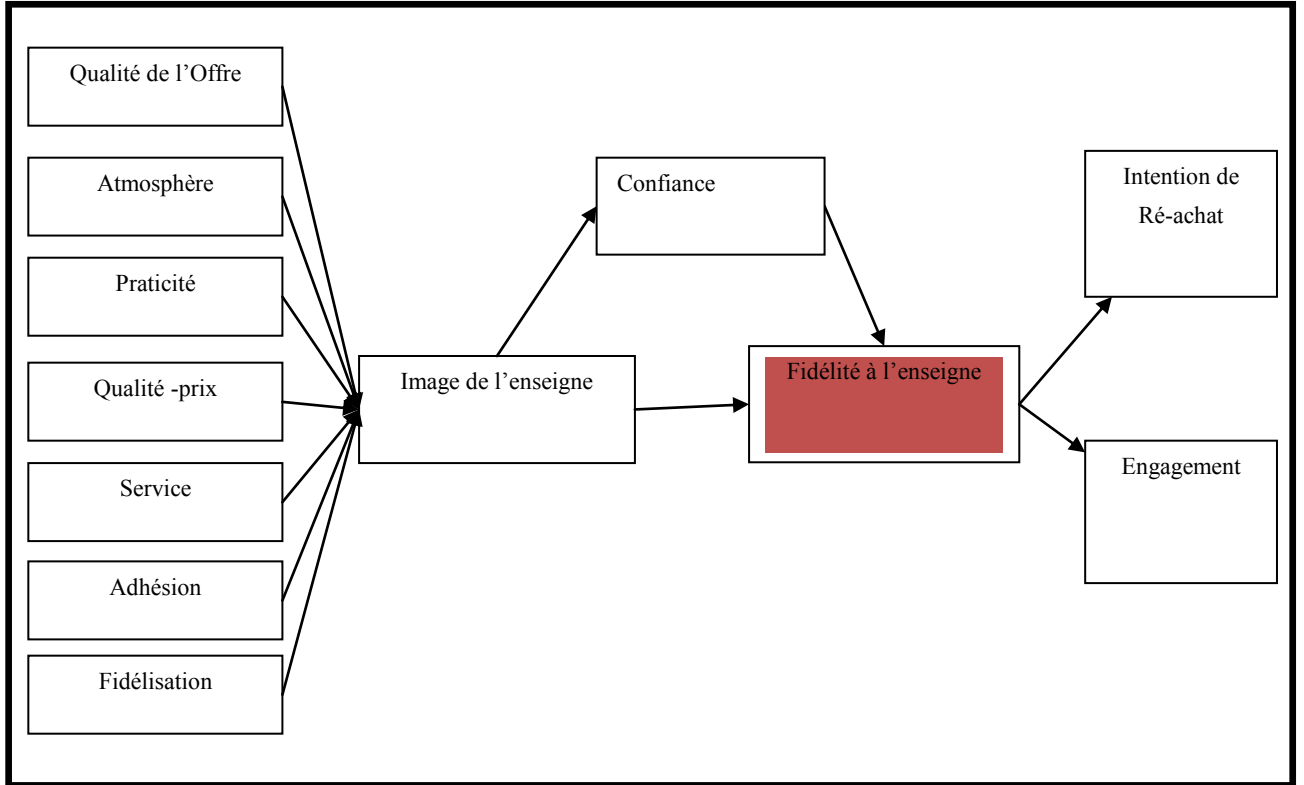 Qualité de l’Offre
Atmosphère
Praticité
Qualité -prix
Service
Adhésion
Fidélisation
Image de l’enseigne
Confiance
Fidélité à l’enseigne
Intention de
Ré-achat
Engagement